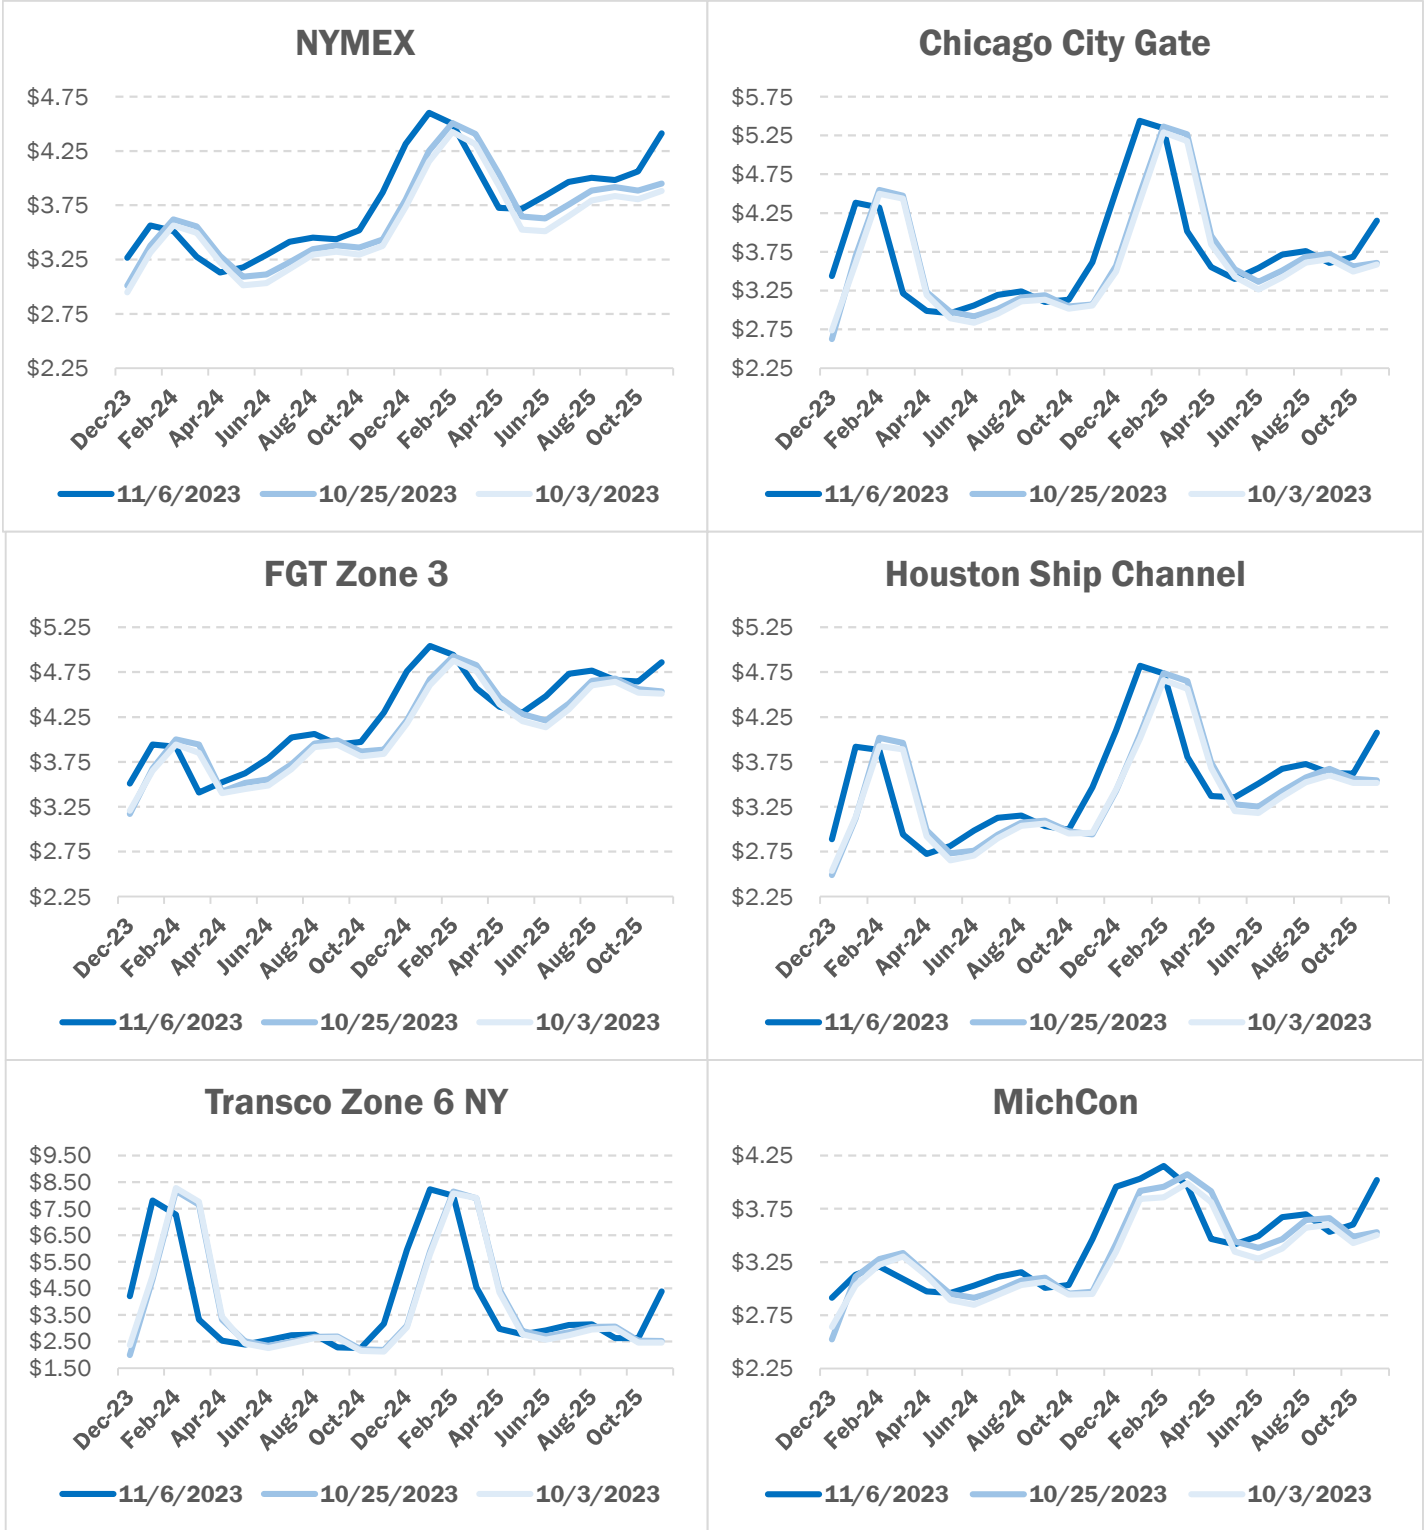 NYMEX
$4.75
$4.25
$3.75
$3.25
$2.75
$2.25
Dec-23 Feb-24 Apr-24 Jun-24 Aug-24 Oct-24 Dec-24 Feb-25 Apr-25 Jun-25 Aug-25 Oct-25
11/6/2023 10/25/2023 10/3/2023
Chicago City Gate
$5.75
$5.25
$4.75
$4.25
$3.75
$3.25
$2.75
$2.25
Dec-23 Feb-24 Apr-24 Jun-24 Aug-24 Oct-24 Dec-24 Feb-25 Apr-25 Jun-25 Aug-25 Oct-25
11/6/2023 10/25/2023 10/3/2023
FGT Zone 3
$5.25
$4.75
$4.25
$3.75
$3.25
$2.75
$2.25
Dec-23 Feb-24 Apr-24 Jun-24 Aug-24 Oct-24 Dec-24 Feb-25 Apr-25 Jun-25 Aug-25 Oct-25
11/6/2023 10/25/2023 10/3/2023
Houston Ship Channel
$5.25
$4.75
$4.25
$3.75
$3.25
$2.75
$2.25
Dec-23 Feb-24 Apr-24 Jun-24 Aug-24 Oct-24 Dec-24 Feb-25 Apr-25 Jun-25 Aug-25 Oct-25
11/6/2023 10/25/2023 10/3/2023
Transco Zone 6 NY
$9.50
$8.50
$7.50
$6.50
$5.50
$4.50
$3.50
$2.50
$1.50
Dec-23 Feb-24 Apr-24 Jun-24 Aug-24 Oct-24 Dec-24 Feb-25 Apr-25 Jun-25 Aug-25 Oct-25
11/6/2023 10/25/2023 10/3/2023
MichCon
$4.25
$3.75
$3.25
$2.75
$2.25
Dec-23 Feb-24 Apr-24 Jun-24 Aug-24 Oct-24 Dec-24 Feb-25 Apr-25 Jun-25 Aug-25 Oct-25
11/6/2023 10/25/2023 10/3/2023